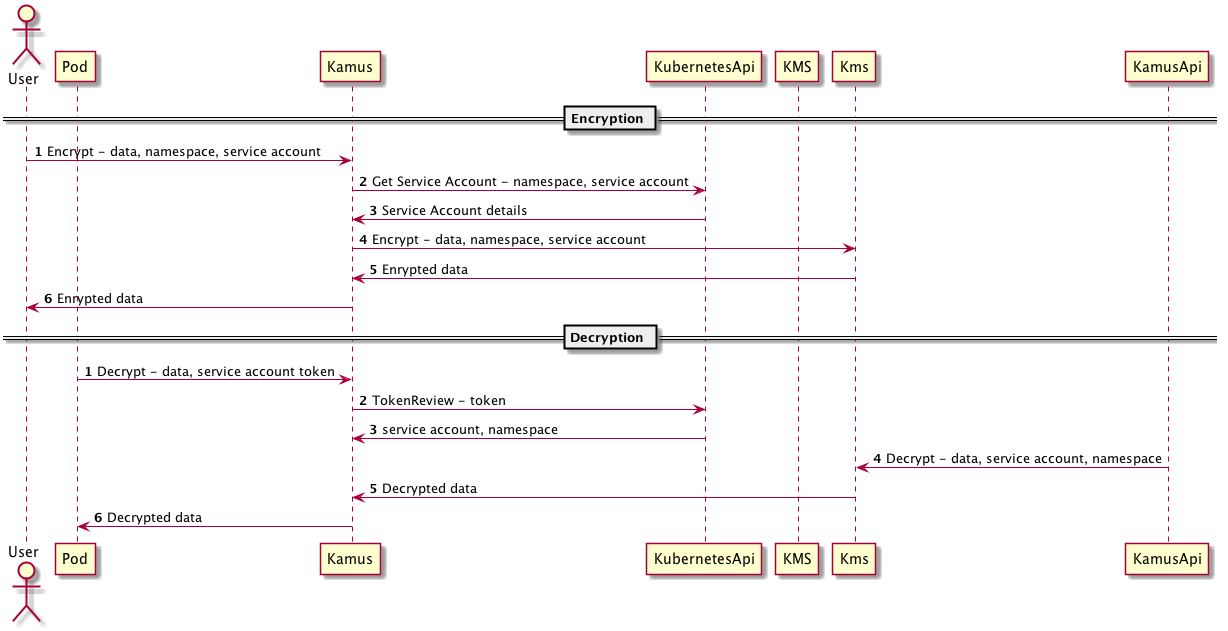 User
Pod
Kamus
KubernetesApi
KMS
Kms
KamusApi
Encryption
1 Encrypt - data, namespace, service account
2 Get Service Account - namespace, service account
3 Service Account details
4 Encrypt - data, namespace, service account
5 Enrypted data
6 Enrypted data
Decryption
1 Decrypt - data, service account token
2 TokenReview - token
3 service account, namespace
4 Decrypt - data, service account, namespace
5 Decrypted data
6 Decrypted data
User
Pod
Kamus
KubernetesApi
KMS
Kms
KamusApi